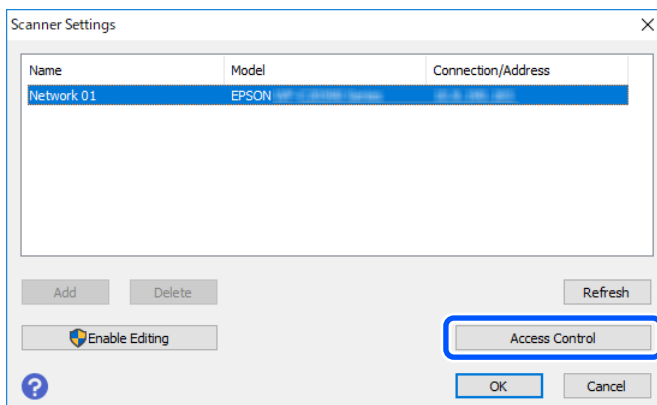 Scanner Settings
Name Model Connection/Address
Network 01 EPSON
Add Delete Refresh
Enable Editing Access Control
? OK Cancel